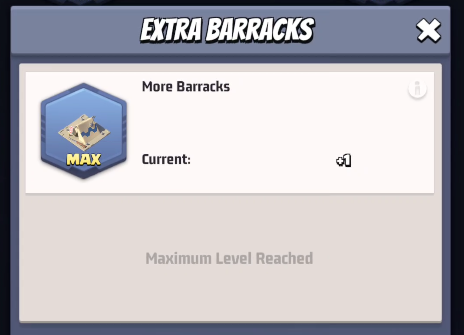 EXTRA BARRACKS
More Barracks
MAX
Current: +1
Maximum Level Reached